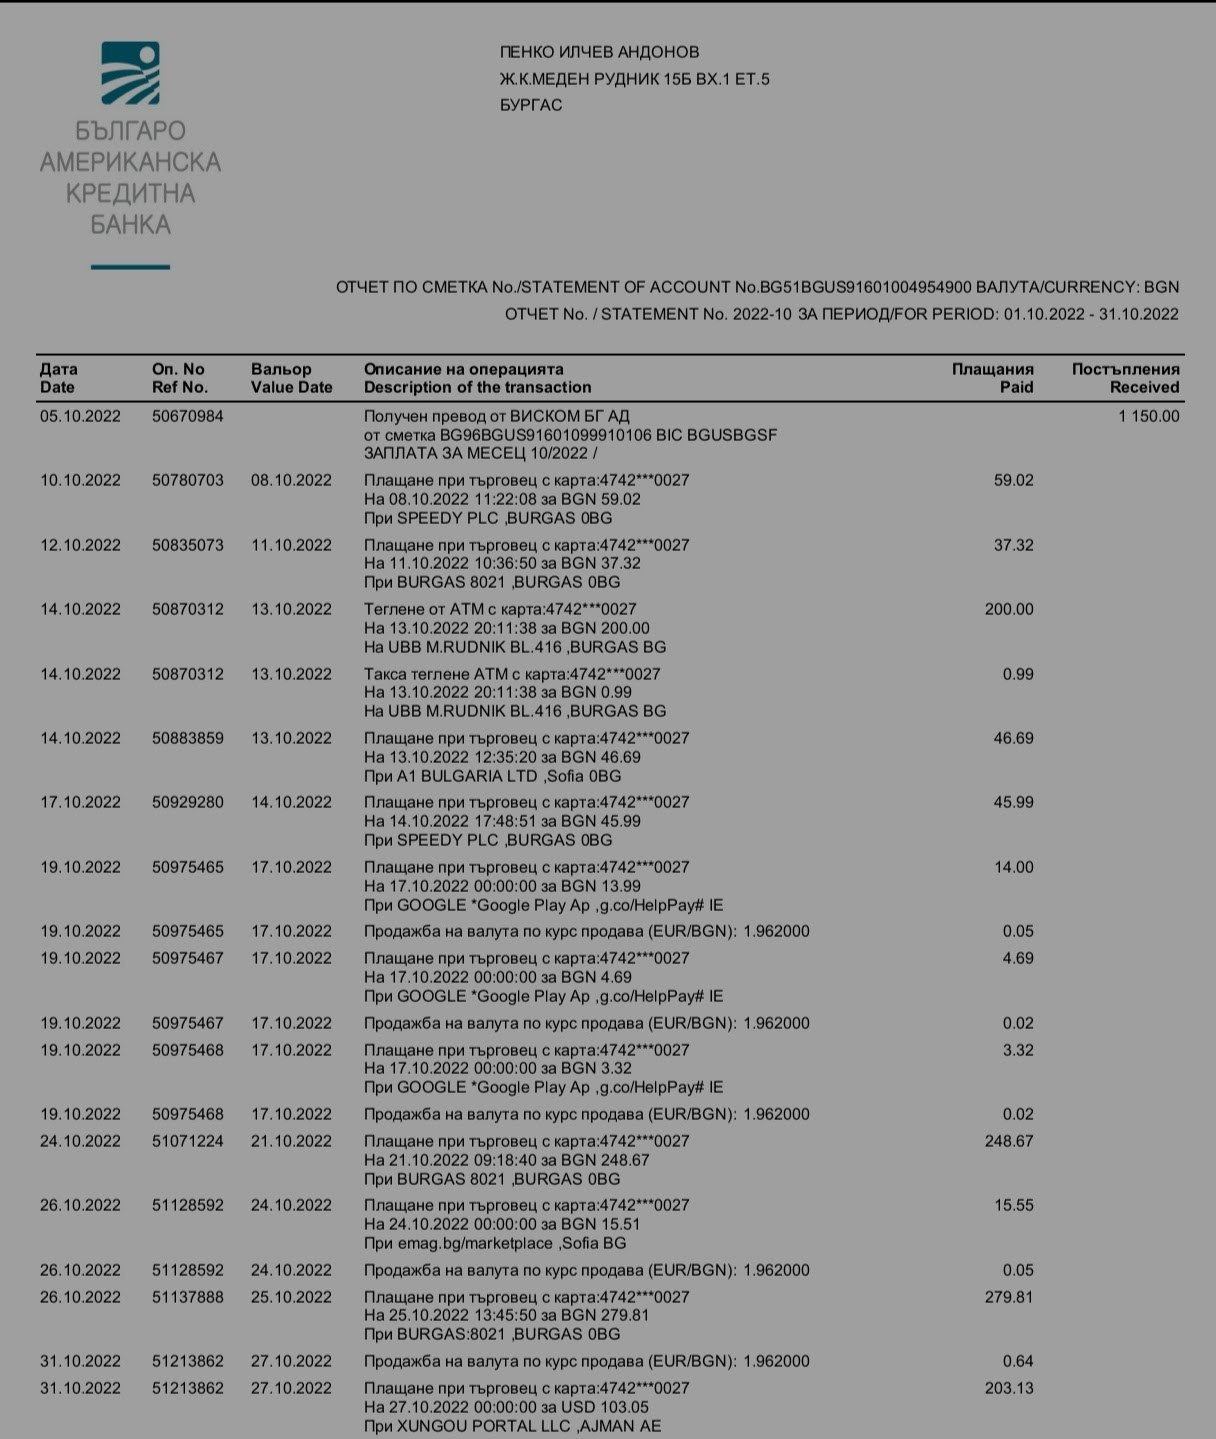 БЪЛГАРО
АМЕРИКАНСКА
КРЕДИТНА
БАНКА
ПЕНКО ИЛЧЕВ АНДОНОВ
Ж.К.МЕДЕН РУДНИК 15Б ВХ.1 ЕТ.5
БУРГАС
ОТЧЕТ ПО СМЕТКА No./STATEMENT OF ACCOUNT No.BG51BGUS91601004954900 ВАЛУТА/CURRENCY: BGN
ОТЧЕТ No. / STATEMENT No. 2022-10 ЗА ПЕРИОД/FOR PERIOD: 01.10.2022 - 31.10.2022
Дата Оп. No Вальор Описание на операцията Плащания Постъпления
Date Ref No. Value Date Description of the transaction Paid Received
05.10.2022 50670984 Получен превод от ВИСКОМ БГ АД 1 150.00
от сметка BG96BGUS91601099910106 BIC BGUSBGSF
ЗАПЛАТА ЗА МЕСЕЦ 10/2022 /
10.10.2022 50780703 08.10.2022 Плащане при търговец с карта:4742***0027 59.02
На 08.10.2022 11:22:08 за BGN 59.02
При SPEEDY PLC ,BURGAS 0BG
12.10.2022 50835073 11.10.2022 Плащане при търговец с карта:4742***0027 37.32
На 11.10.2022 10:36:50 за BGN 37.32
При BURGAS 8021 ,BURGAS 0BG
14.10.2022 50870312 13.10.2022 Теглене от АТМ с карта:4742***0027 200.00
На 13.10.2022 20:11:38 за BGN 200.00
На UBB M.RUDNIK BL.416 ,BURGAS BG
14.10.2022 50870312 13.10.2022 Такса теглене АТМ с карта:4742***0027 0.99
На 13.10.2022 20:11:38 за BGN 0.99
На UBB M.RUDNIK BL.416 ,BURGAS BG
14.10.2022 50883859 13.10.2022 Плащане при търговец с карта:4742***0027 46.69
На 13.10.2022 12:35:20 за BGN 46.69
При A1 BULGARIA LTD ,Sofia 0BG
17.10.2022 50929280 14.10.2022 Плащане при търговец с карта:4742***0027 45.99
На 14.10.2022 17:48:51 за BGN 45.99
При SPEEDY PLC ,BURGAS 0BG
19.10.2022 50975465 17.10.2022 Плащане при търговец с карта:4742***0027 14.00
На 17.10.2022 00:00:00 за BGN 13.99
При GOOGLE *Google Play Ap ,g.co/HelpPay# IE
19.10.2022 50975465 17.10.2022 Продажба на валута по курс продава (EUR/BGN): 1.962000 0.05
19.10.2022 50975467 17.10.2022 Плащане при търговец с карта:4742***0027 4.69
На 17.10.2022 00:00:00 за BGN 4.69
При GOOGLE *Google Play Ap ,g.co/HelpPay# IE
19.10.2022 50975467 17.10.2022 Продажба на валута по курс продава (EUR/BGN): 1.962000 0.02
19.10.2022 50975468 17.10.2022 Плащане при търговец с карта:4742***0027 3.32
На 17.10.2022 00:00:00 за BGN 3.32
При GOOGLE *Google Play Ap ,g.co/HelpPay# IE
19.10.2022 50975468 17.10.2022 Продажба на валута по курс продава (EUR/BGN): 1.962000 0.02
24.10.2022 51071224 21.10.2022 Плащане при търговец с карта:4742***0027 248.67
На 21.10.2022 09:18:40 за BGN 248.67
При BURGAS 8021 ,BURGAS 0BG
26.10.2022 51128592 24.10.2022 Плащане при търговец с карта:4742***0027 15.55
На 24.10.2022 00:00:00 за BGN 15.51
При emag.bg/marketplace ,Sofia BG
26.10.2022 51128592 24.10.2022 Продажба на валута по курс продава (EUR/BGN): 1.962000 0.05
26.10.2022 51137888 25.10.2022 Плащане при търговец с карта:4742***0027 279.81
На 25.10.2022 13:45:50 за BGN 279.81
При BURGAS:8021 ,BURGAS 0BG
31.10.2022 51213862 27.10.2022 Продажба на валута по курс продава (EUR/BGN): 1.962000 0.64
31.10.2022 51213862 27.10.2022 Плащане при търговец с карта:4742***0027 203.13
На 27.10.2022 00:00:00 за USD 103.05
При XUNGOU PORTAL LLC ,AJMAN AE